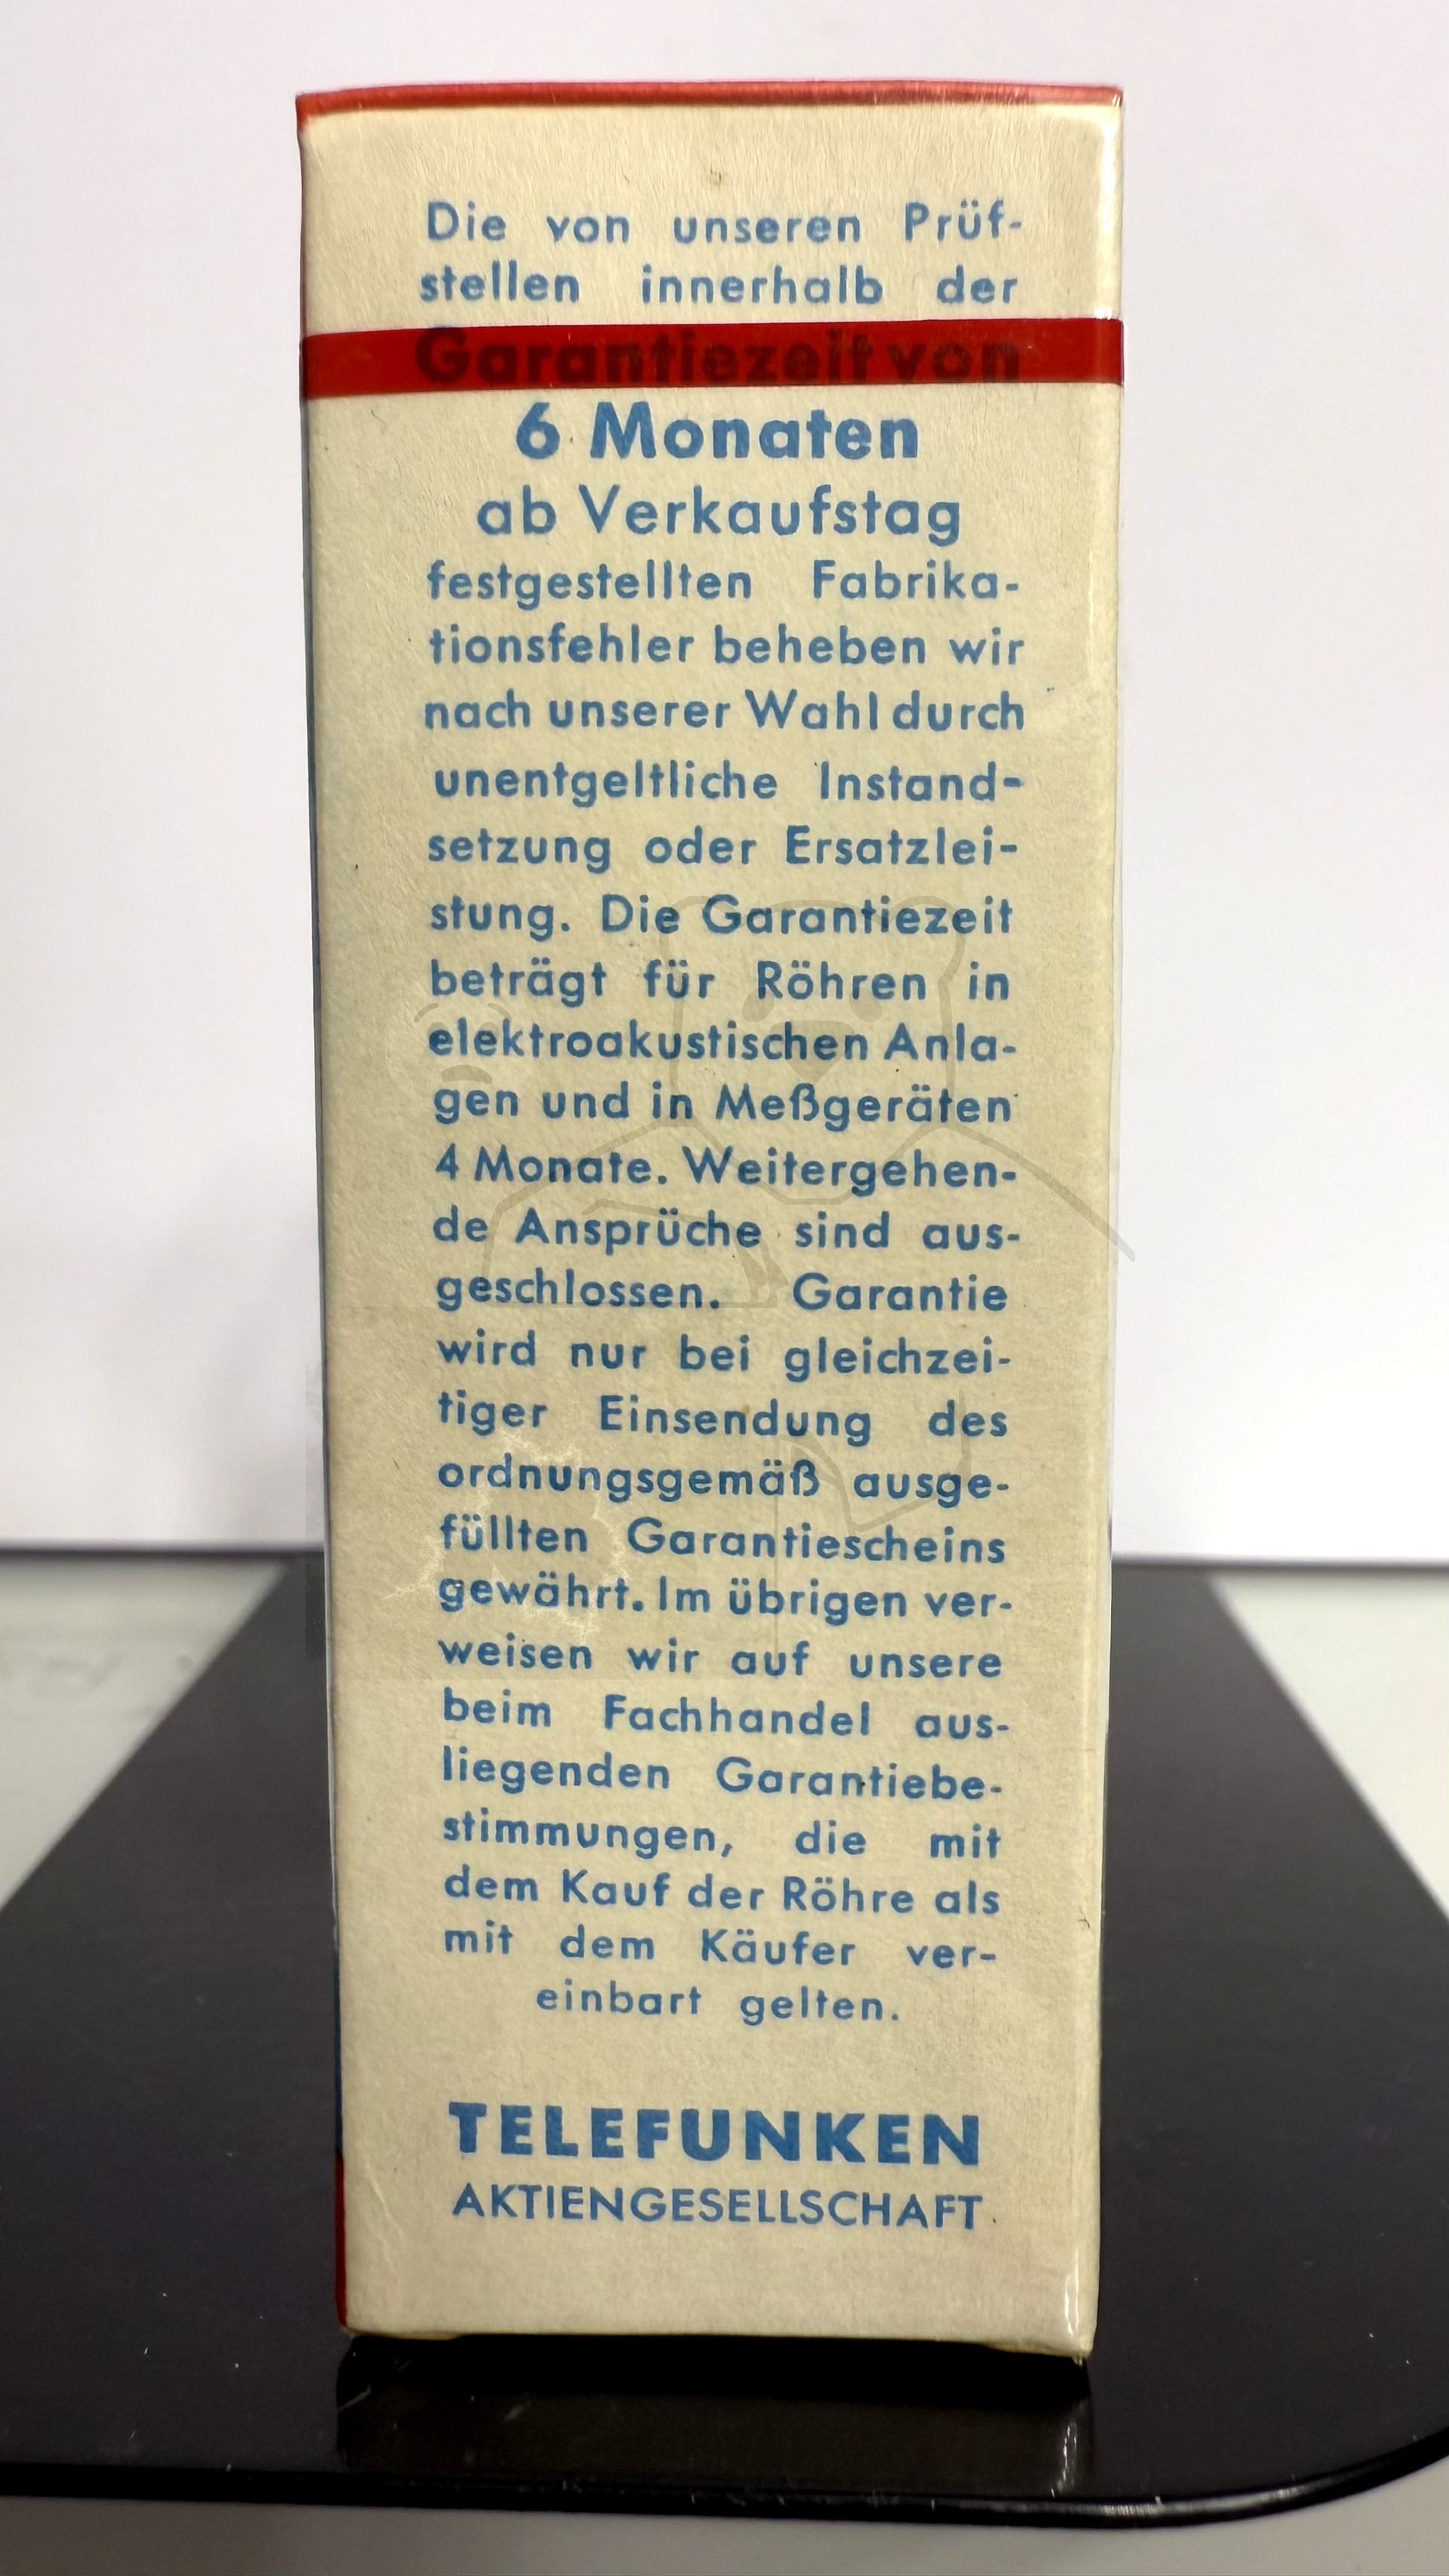 Die von unseren Prüf-
stellen innerhalb der
Garantiezeit von
6 Monaten
ab Verkaufstag
festgestellten Fabrika-
tionsfehler beheben wir
nach unserer Wahl durch
unentgeltliche Instand-
setzung oder Ersatzlei-
stung. Die Garantiezeit
beträgt für Röhren in
elektroakustischen Anla-
gen und in Meßgeräten
4 Monate. Weitergehen-
de Ansprüche sind aus-
geschlossen. Garantie
wird nur bei gleichzei-
tiger Einsendung des
ordnungsgemäß ausge-
füllten Garantiescheins
gewährt. Im übrigen ver-
weisen wir auf unsere
beim Fachhandel aus-
liegenden Garantiebe-
stimmungen, die mit
dem Kauf der Röhre als
mit dem Käufer ver-
einbart gelten.
TELEFUNKEN
AKTIENGESELLSCHAFT